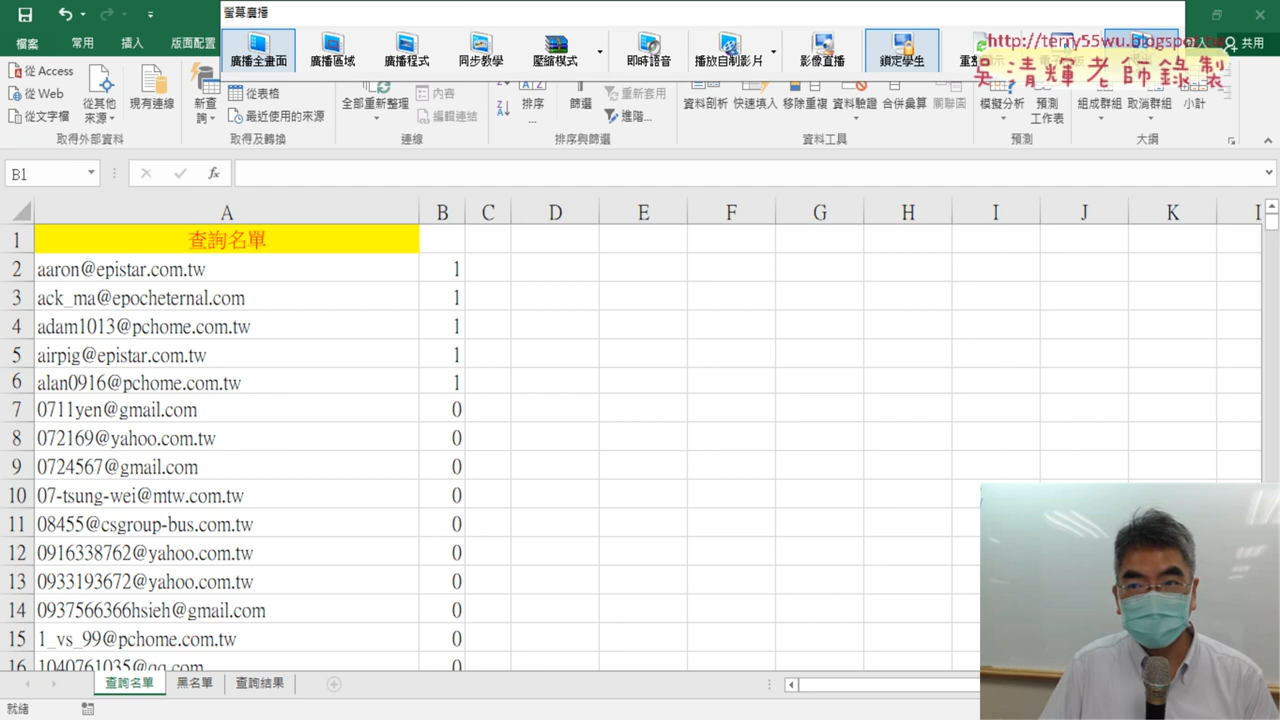 螢幕廣播
檔案 常用 插入 版面配置
廣播全畫面 廣播區域 廣播程式 同步教學 壓縮模式 即時語音 播放自製影片 影像直播 鎖定學生
http://terry55wu.blogspot.tw
吳清輝老師錄製
共用
從 Access
從 Web
從文字檔
從其他
來源
現有連線
取得外部資料
新查
詢
從表格
最近使用的來源
取得及轉換
全部重新整理
內容
編輯連結
連線
排序
...
篩選
重新套用
進階...
排序與篩選
資料剖析 快速填入 移除重複 資料驗證 合併彙算 關聯圖
資料工具
模擬分析 預測
工作表
預測
組成群組 取消群組 小計
大綱
B1
fx
A B C D E F G H I J K
1 查詢名單
2 aaron@epistar.com.tw 1
3 ack_ma@epocheternal.com 1
4 adam1013@pchome.com.tw 1
5 airpig@epistar.com.tw 1
6 alan0916@pchome.com.tw 1
7 0711yen@gmail.com 0
8 072169@yahoo.com.tw 0
9 0724567@gmail.com 0
10 07-tsung-wei@mtw.com.tw 0
11 08455@csgroup-bus.com.tw 0
12 0916338762@yahoo.com.tw 0
13 0933193672@yahoo.com.tw 0
14 0937566366hsieh@gmail.com 0
15 1_vs_99@pchome.com.tw 0
16 1040761035@qq.com 0
查詢名單 黑名單 查詢結果
就緒